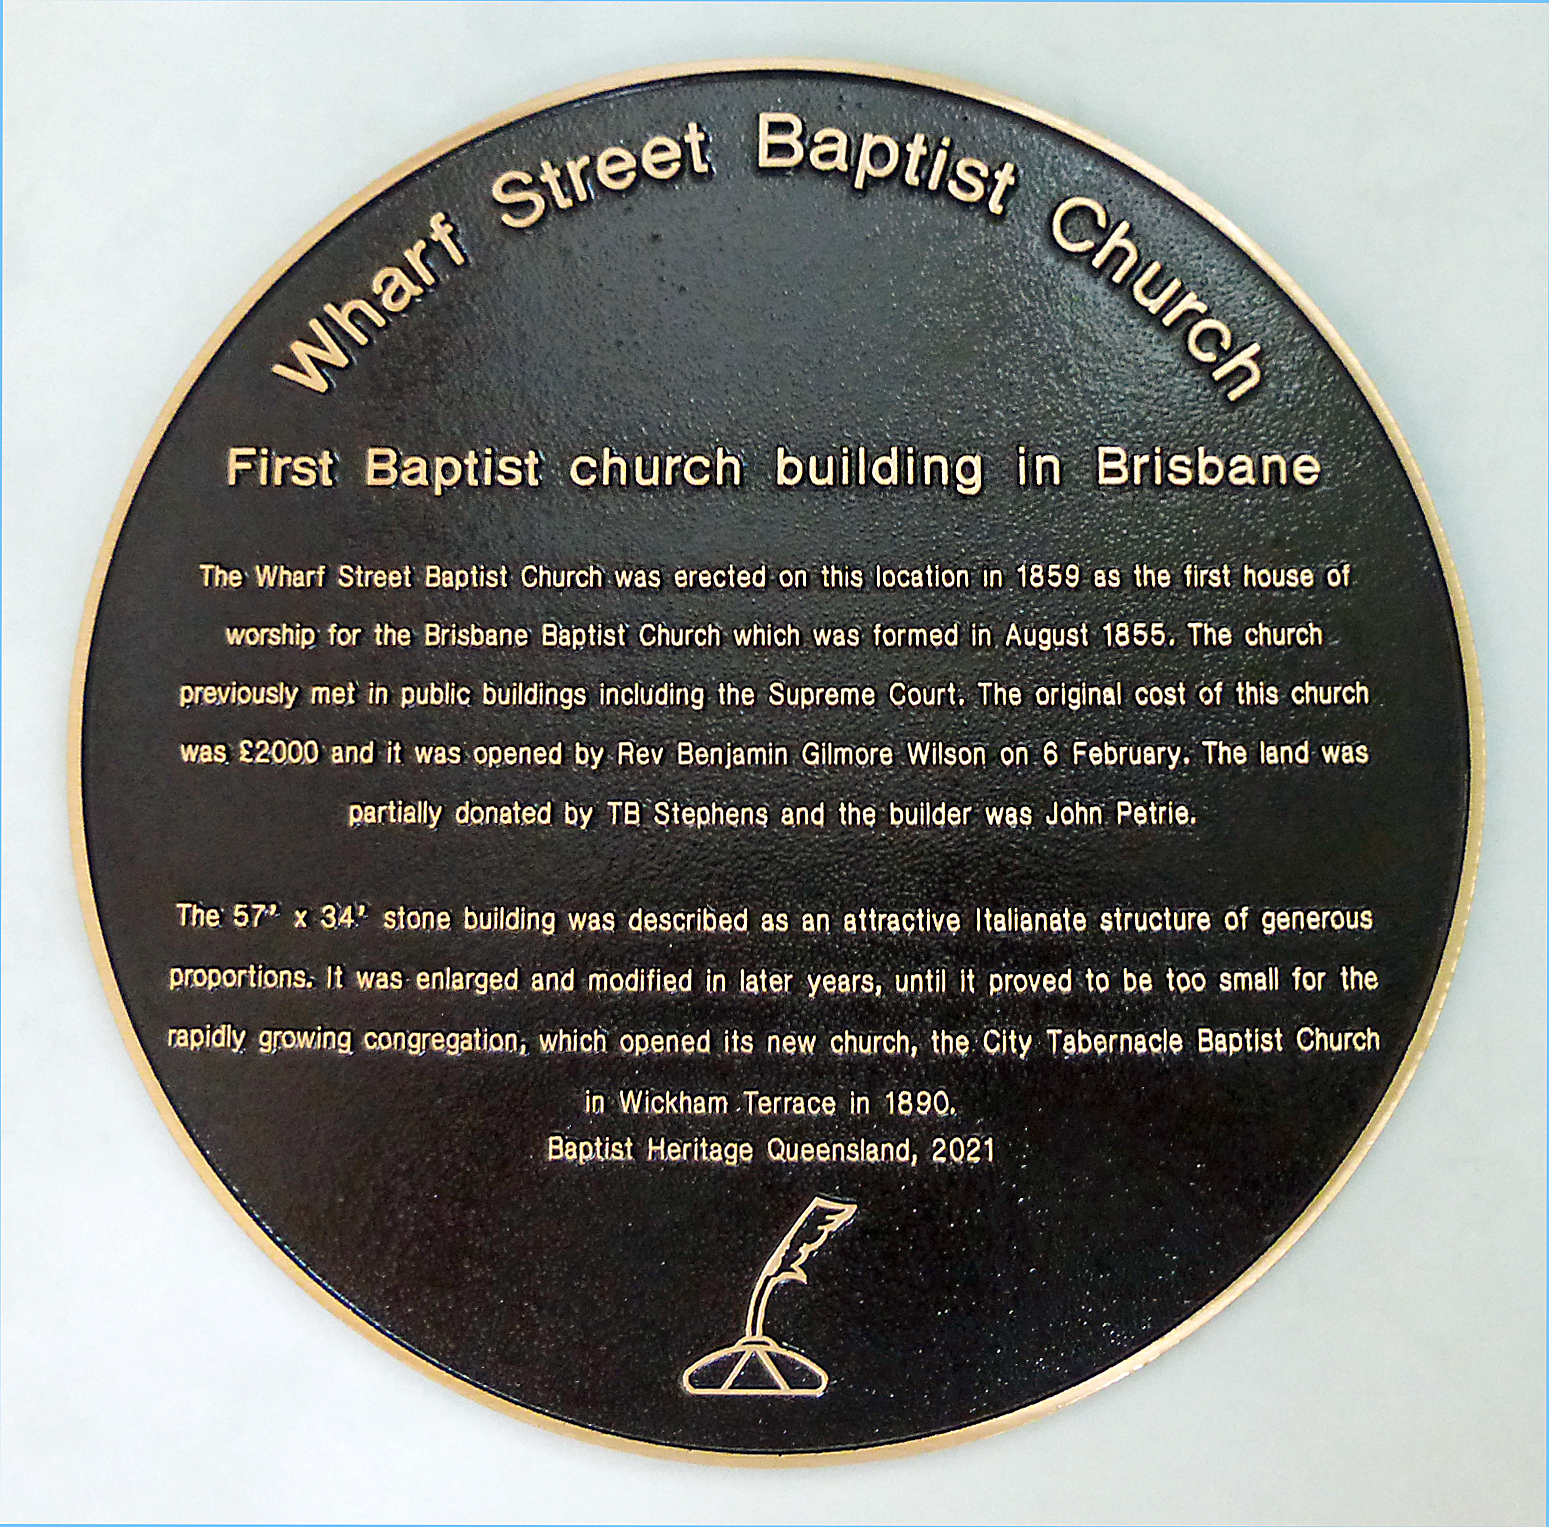 Wharf Street Baptist Church
First Baptist church building in Brisbane
The Wharf Street Baptist Church was erected on this location in 1859 as the first house of
worship for the Brisbane Baptist Church which was formed in August 1855. The church
previously met in public buildings including the Supreme Court. The original cost of this church
was £2000 and it was opened by Rev Benjamin Gilmore Wilson on 6 February. The land was
partially donated by TB Stephens and the builder was John Petrie.
The 57' x 34' stone building was described as an attractive Italianate structure of generous
proportions. It was enlarged and modified in later years, until it proved to be too small for the
rapidly growing congregation, which opened its new church, the City Tabernacle Baptist Church
in Wickham Terrace in 1890.
Baptist Heritage Queensland, 2021